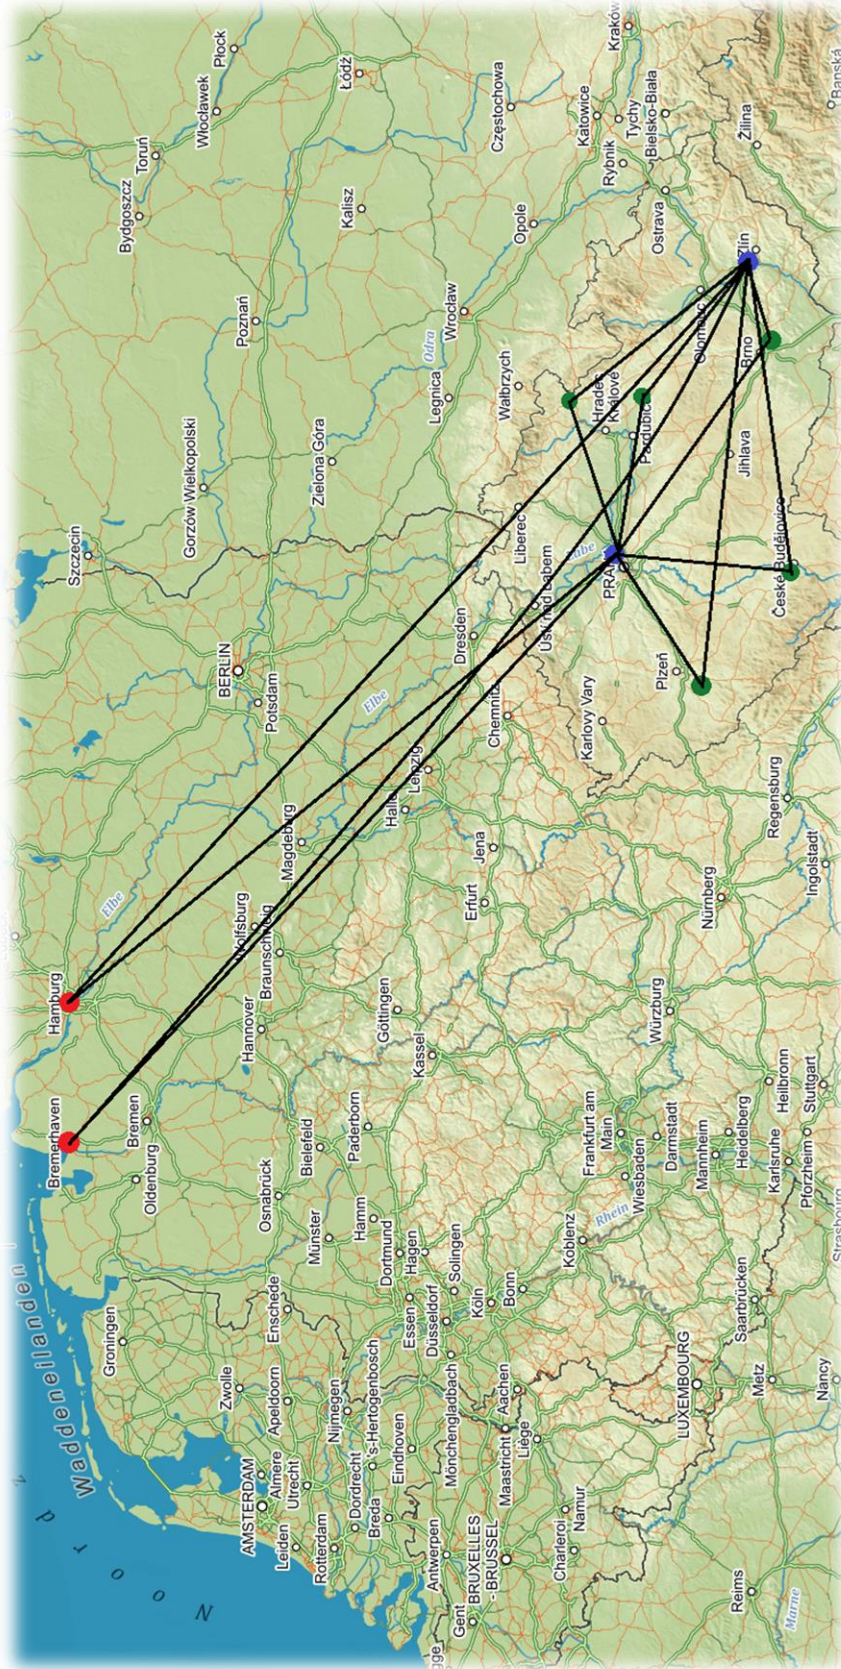 Noord
Waddeneilanden
Groningen
Bremerhaven
Hamburg
Oldenburg
Bremen
Elbe
Szczecin
Bydgoszcz
Toruń
Włocławek
Płock
Gorzów Wielkopolski
Zwolle
AMSTERDAM
Almere
Apeldoorn
Enschede
Osnabrück
Hannover
Wolfsburg
Braunschweig
BERLIN
Potsdam
Poznań
Leiden
Utrecht
Rotterdam
Nijmegen
Münster
Bielefeld
Magdeburg
Zielona Góra
Dordrecht
's-Hertogenbosch
Hamm
Paderborn
Kalisz
Łódź
Breda
Eindhoven
Dortmund
Göttingen
Halle
Elbe
Essen
Hagen
Kassel
Leipzig
Odra
Legnica
Antwerpen
Düsseldorf
Mönchengladbach
Solingen
Wrocław
Gent
BRUXELLES
- BRUSSEL
Köln
Erfurt
Jena
Dresden
Chemnitz
Maastricht
Aachen
Bonn
Wałbrzych
Częstochowa
Liège
Liberec
Opole
Ústí nad Labem
Charleroi
Namur
Koblenz
Karlovy Vary
Katowice
Hradec
Králové
Frankfurt am
Main
Rhein
PRA
Rybnik
Kraków
Wiesbaden
Tychy
Pardubice
Darmstadt
Würzburg
Plzeň
Ostrava
Bielsko-Biała
LUXEMBOURG
Mannheim
Heidelberg
Nürnberg
Olomouc
Saarbrücken
Jihlava
Brno
Zlín
Žilina
Reims
Metz
Karlsruhe
Heilbronn
Regensburg
České Budějovice
Marne
Pforzheim
Stuttgart
Ingolstadt
Nancy
Strasbourg
Banská